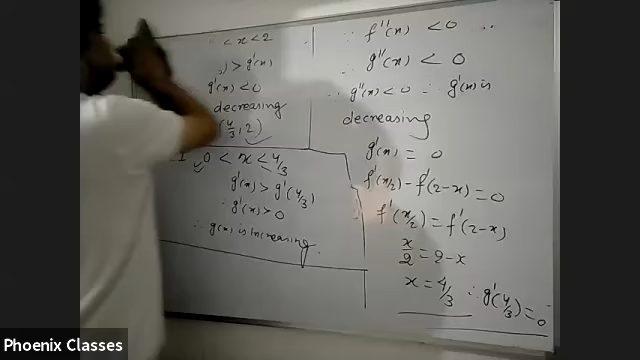 < x < 2
) > g'(x)
g'(x) < 0
decreasing
(4/3, 2)
0 < x < 4/3
g'(x) > g'(4/3)
g'(x) > 0
∴ g(x) is increasing.
∵ f''(x) < 0
∵ g''(x) < 0
∵ g''(x) < 0 ∴ g'(x) is
decreasing
g'(x) = 0
f'(x/2) - f'(2-x) = 0
f'(x/2) = f'(2-x)
x/2 = 2-x
x = 4/3 ∴ g'(4/3) = 0
Phoenix Classes